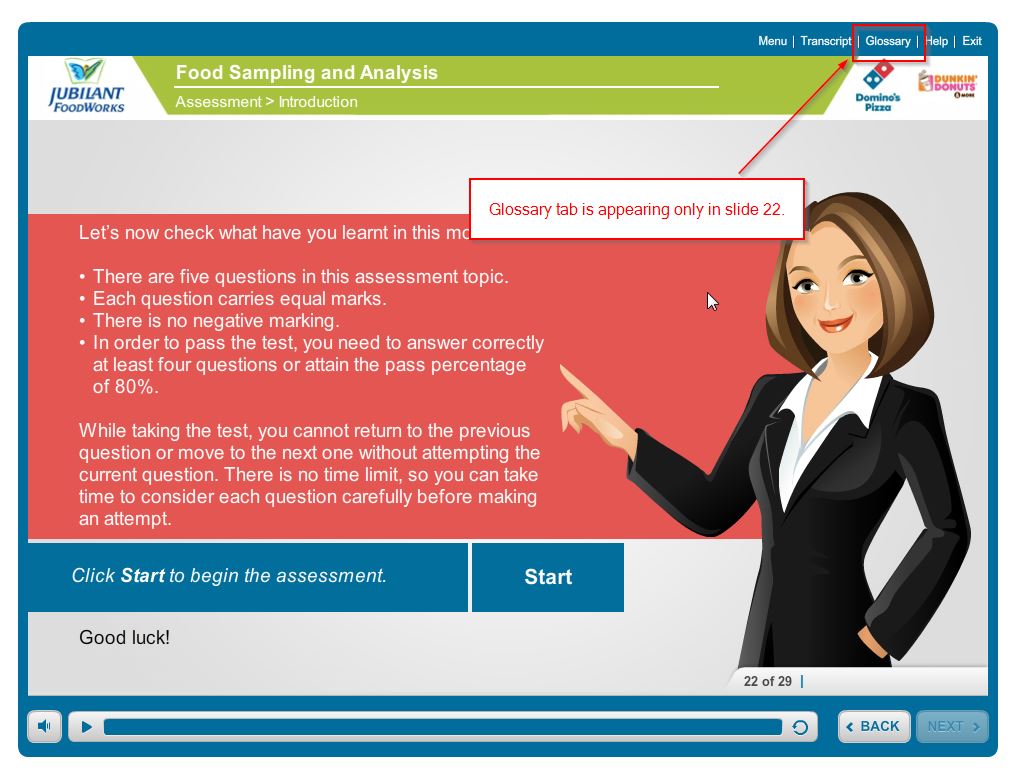 Menu | Transcript | Glossary | Help | Exit
JUBILANT
FOODWORKS
Food Sampling and Analysis
Assessment > Introduction
Domino's
Pizza
DUNKIN'
DONUTS
& MORE
Glossary tab is appearing only in slide 22.
Let's now check what have you learnt in this mo
• There are five questions in this assessment topic.
• Each question carries equal marks.
• There is no negative marking.
• In order to pass the test, you need to answer correctly
at least four questions or attain the pass percentage
of 80%.
While taking the test, you cannot return to the previous
question or move to the next one without attempting the
current question. There is no time limit, so you can take
time to consider each question carefully before making
an attempt.
Click Start to begin the assessment.
Start
Good luck!
22 of 29 |
BACK
NEXT